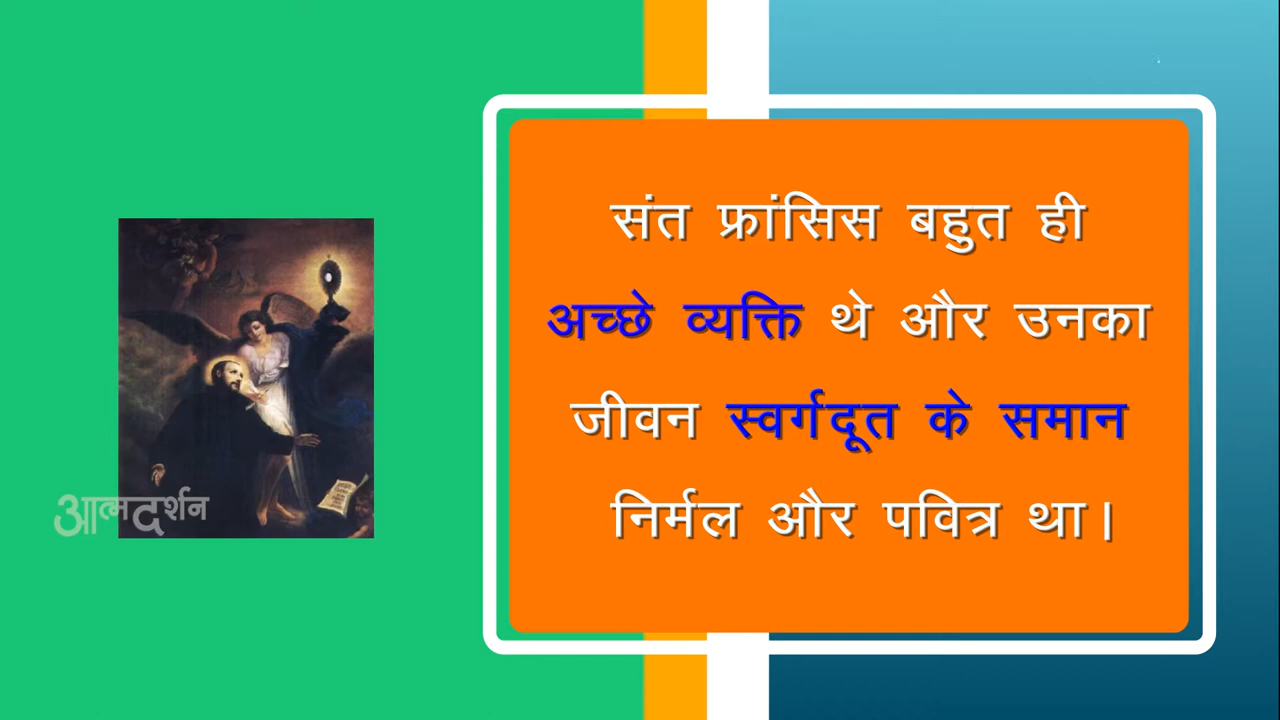 संत फ्रांसिस बहुत ही
अच्छे व्यक्ति थे और उनका
जीवन स्वर्गदूत के समान
निर्मल और पवित्र था।
आत्मदर्शन